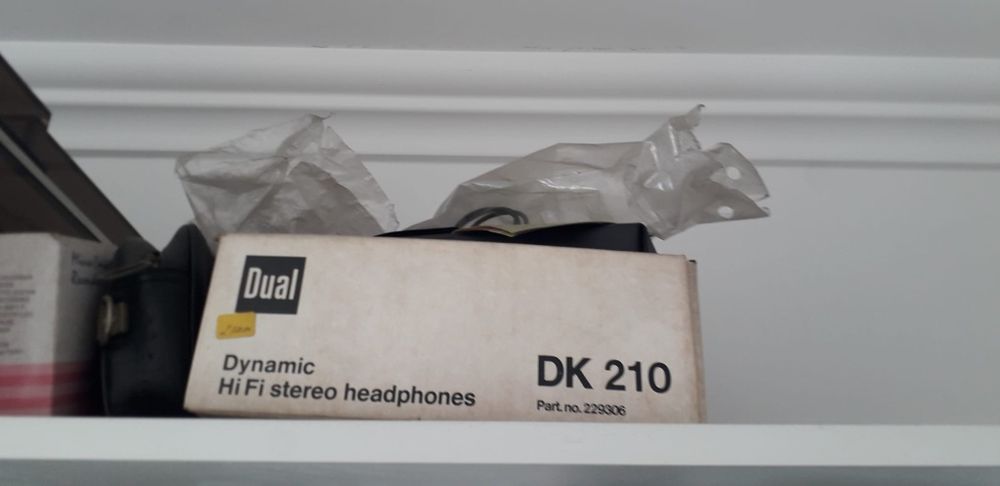 Dual
Dynamic
Hi Fi stereo headphones
DK 210
Part. no. 229306